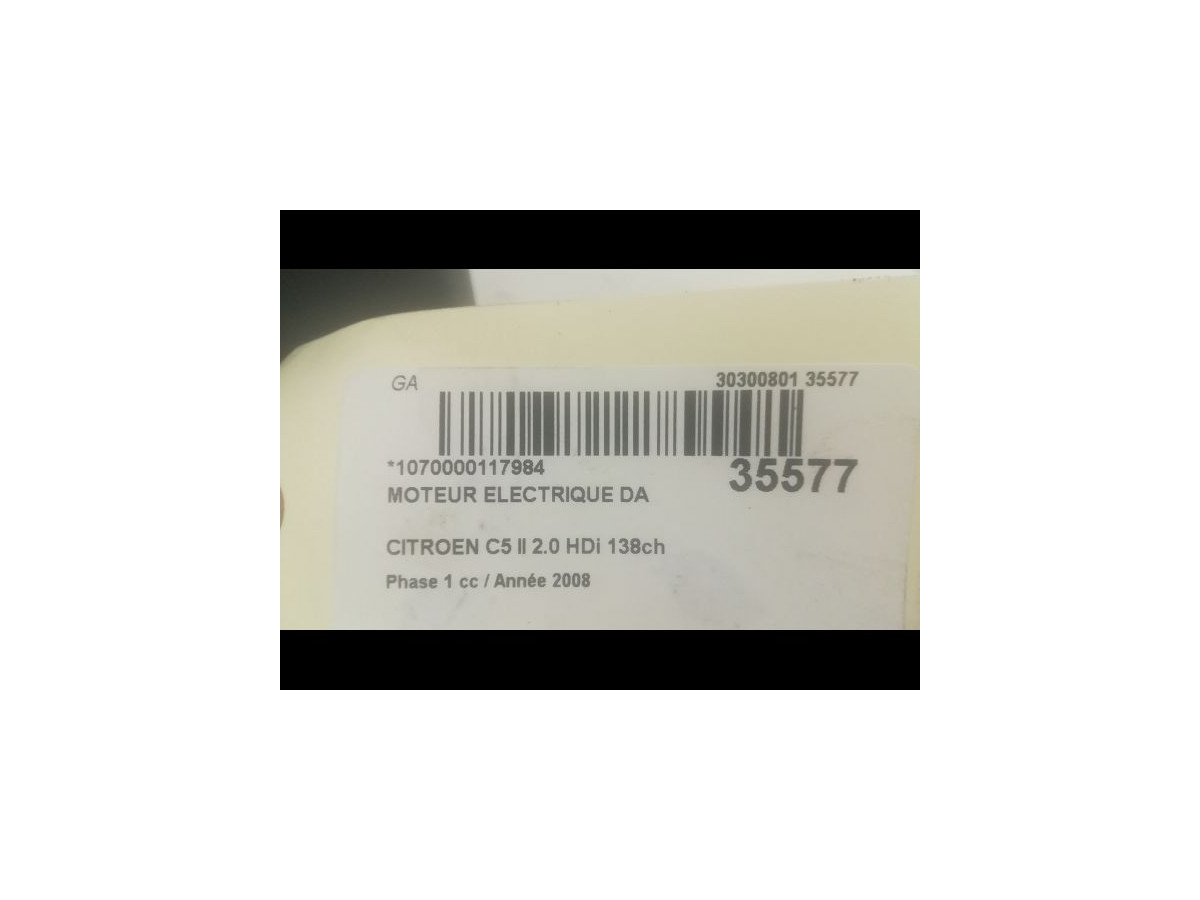 GA 30300801 35577
*1070000117984 35577
MOTEUR ELECTRIQUE DA
CITROEN C5 II 2.0 HDi 138ch
Phase 1 cc / Année 2008